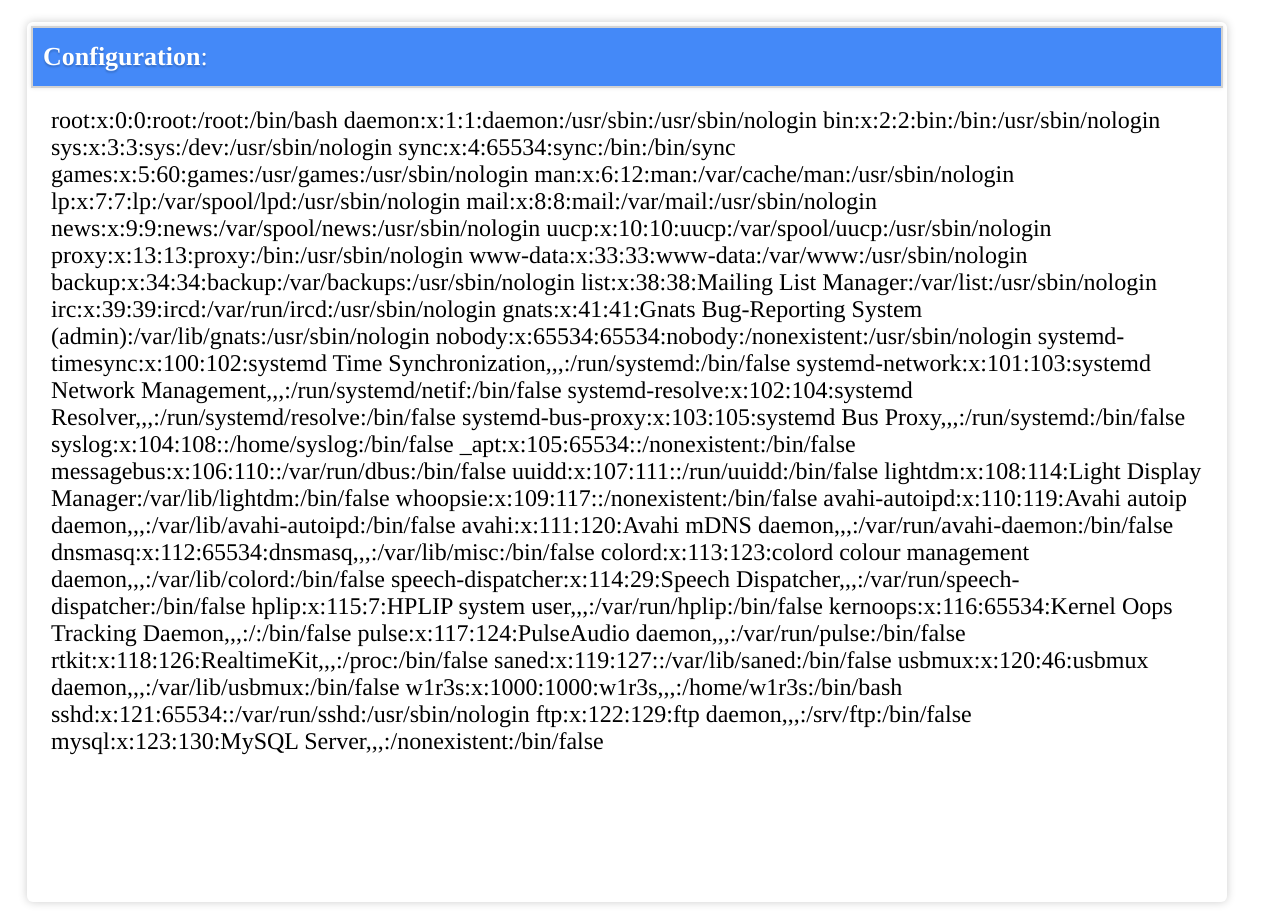 Configuration:
root:x:0:0:root:/root:/bin/bash daemon:x:1:1:daemon:/usr/sbin:/usr/sbin/nologin bin:x:2:2:bin:/bin:/usr/sbin/nologin
sys:x:3:3:sys:/dev:/usr/sbin/nologin sync:x:4:65534:sync:/bin:/bin/sync
games:x:5:60:games:/usr/games:/usr/sbin/nologin man:x:6:12:man:/var/cache/man:/usr/sbin/nologin
lp:x:7:7:lp:/var/spool/lpd:/usr/sbin/nologin mail:x:8:8:mail:/var/mail:/usr/sbin/nologin
news:x:9:9:news:/var/spool/news:/usr/sbin/nologin uucp:x:10:10:uucp:/var/spool/uucp:/usr/sbin/nologin
proxy:x:13:13:proxy:/bin:/usr/sbin/nologin www-data:x:33:33:www-data:/var/www:/usr/sbin/nologin
backup:x:34:34:backup:/var/backups:/usr/sbin/nologin list:x:38:38:Mailing List Manager:/var/list:/usr/sbin/nologin
irc:x:39:39:ircd:/var/run/ircd:/usr/sbin/nologin gnats:x:41:41:Gnats Bug-Reporting System
(admin):/var/lib/gnats:/usr/sbin/nologin nobody:x:65534:65534:nobody:/nonexistent:/usr/sbin/nologin systemd-
timesync:x:100:102:systemd Time Synchronization,,,:/run/systemd:/bin/false systemd-network:x:101:103:systemd
Network Management,,,:/run/systemd/netif:/bin/false systemd-resolve:x:102:104:systemd
Resolver,,,:/run/systemd/resolve:/bin/false systemd-bus-proxy:x:103:105:systemd Bus Proxy,,,:/run/systemd:/bin/false
syslog:x:104:108::/home/syslog:/bin/false _apt:x:105:65534::/nonexistent:/bin/false
messagebus:x:106:110::/var/run/dbus:/bin/false uuidd:x:107:111::/run/uuidd:/bin/false lightdm:x:108:114:Light Display
Manager:/var/lib/lightdm:/bin/false whoopsie:x:109:117::/nonexistent:/bin/false avahi-autoipd:x:110:119:Avahi autoip
daemon,,,:/var/lib/avahi-autoipd:/bin/false avahi:x:111:120:Avahi mDNS daemon,,,:/var/run/avahi-daemon:/bin/false
dnsmasq:x:112:65534:dnsmasq,,,:/var/lib/misc:/bin/false colord:x:113:123:colord colour management
daemon,,,:/var/lib/colord:/bin/false speech-dispatcher:x:114:29:Speech Dispatcher,,,:/var/run/speech-
dispatcher:/bin/false hplip:x:115:7:HPLIP system user,,,:/var/run/hplip:/bin/false kernoops:x:116:65534:Kernel Oops
Tracking Daemon,,,:/:/bin/false pulse:x:117:124:PulseAudio daemon,,,:/var/run/pulse:/bin/false
rtkit:x:118:126:RealtimeKit,,,:/proc:/bin/false saned:x:119:127::/var/lib/saned:/bin/false usbmux:x:120:46:usbmux
daemon,,,:/var/lib/usbmux:/bin/false w1r3s:x:1000:1000:w1r3s,,,:/home/w1r3s:/bin/bash
sshd:x:121:65534::/var/run/sshd:/usr/sbin/nologin ftp:x:122:129:ftp daemon,,,:/srv/ftp:/bin/false
mysql:x:123:130:MySQL Server,,,:/nonexistent:/bin/false